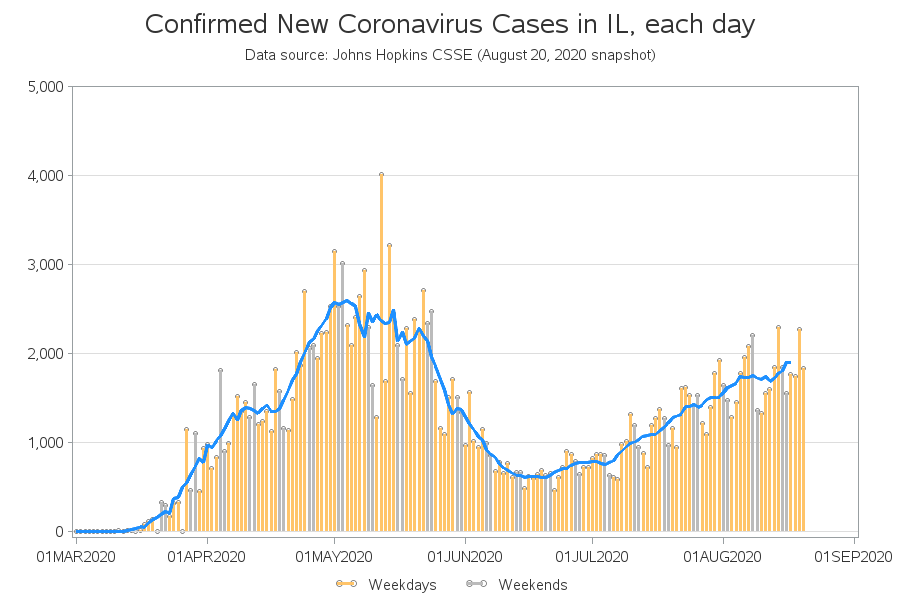 Confirmed New Coronavirus Cases in IL, each day
Data source: Johns Hopkins CSSE (August 20, 2020 snapshot)
5,000
4,000
3,000
2,000
1,000
0
01MAR2020 01APR2020 01MAY2020 01JUN2020 01JUL2020 01AUG2020 01SEP2020
Weekdays Weekends